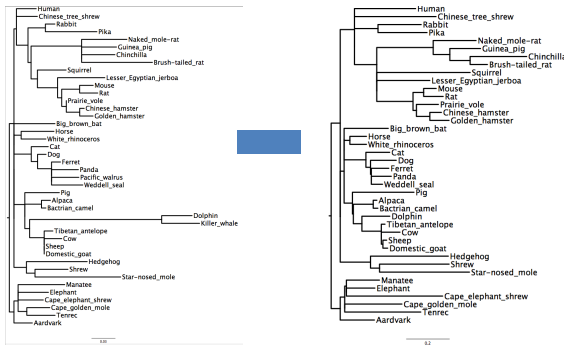 Human
Chinese_tree_shrew
Rabbit
Pika
Naked_mole-rat
Guinea_pig
Chinchilla
Brush-tailed_rat
Squirrel
Lesser_Egyptian_jerboa
Mouse
Rat
Prairie_vole
Chinese_hamster
Golden_hamster
Big_brown_bat
Horse
White_rhinoceros
Cat
Dog
Ferret
Panda
Pacific_walrus
Weddell_seal
Pig
Alpaca
Bactrian_camel
Dolphin
Killer_whale
Tibetan_antelope
Cow
Sheep
Domestic_goat
Hedgehog
Shrew
Star-nosed_mole
Manatee
Elephant
Cape_elephant_shrew
Cape_golden_mole
Tenrec
Aardvark
Human
Chinese_tree_shrew
Rabbit
Pika
Naked_mole-rat
Guinea_pig
Chinchilla
Brush-tailed_rat
Squirrel
Lesser_Egyptian_jerboa
Mouse
Rat
Prairie_vole
Chinese_hamster
Golden_hamster
Big_brown_bat
Horse
White_rhinoceros
Cat
Dog
Ferret
Panda
Weddell_seal
Pig
Alpaca
Bactrian_camel
Dolphin
Tibetan_antelope
Cow
Sheep
Domestic_goat
Hedgehog
Shrew
Star-nosed_mole
Manatee
Elephant
Cape_elephant_shrew
Cape_golden_mole
Tenrec
Aardvark
0.2